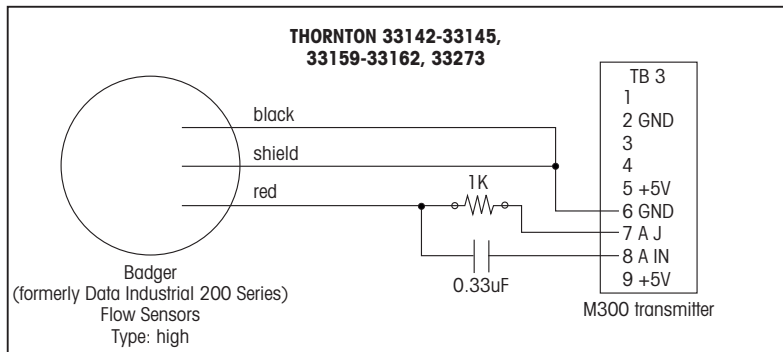 THORNTON 33142-33145,
33159-33162, 33273
black
shield
red
1K
0.33uF
Badger
(formerly Data Industrial 200 Series)
Flow Sensors
Type: high
TB 3
1
2 GND
3
4
5 +5V
6 GND
7 A J
8 A IN
9 +5V
M300 transmitter